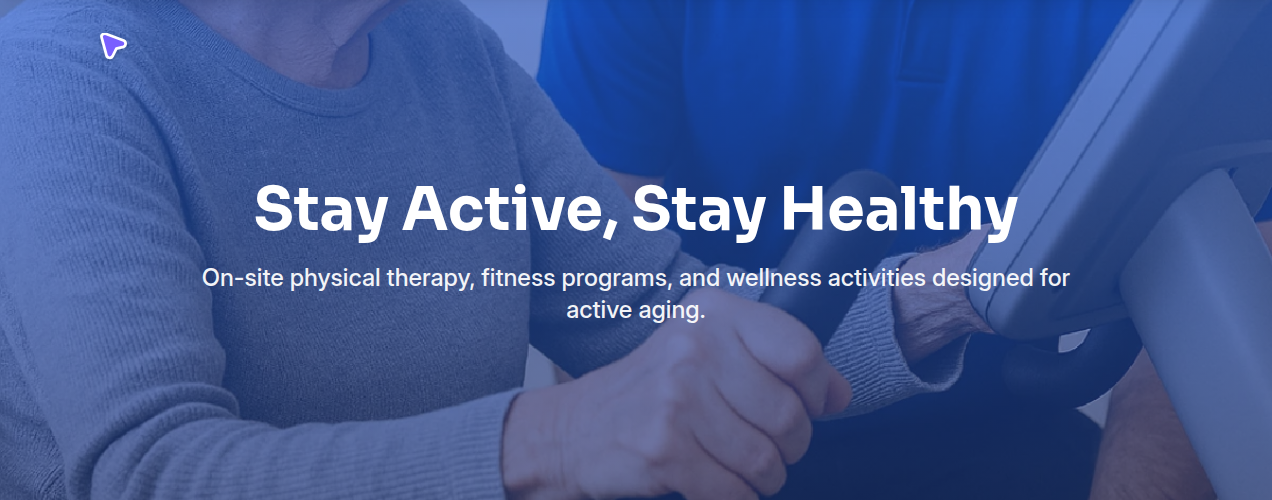 Stay Active, Stay Healthy
On-site physical therapy, fitness programs, and wellness activities designed for
active aging.